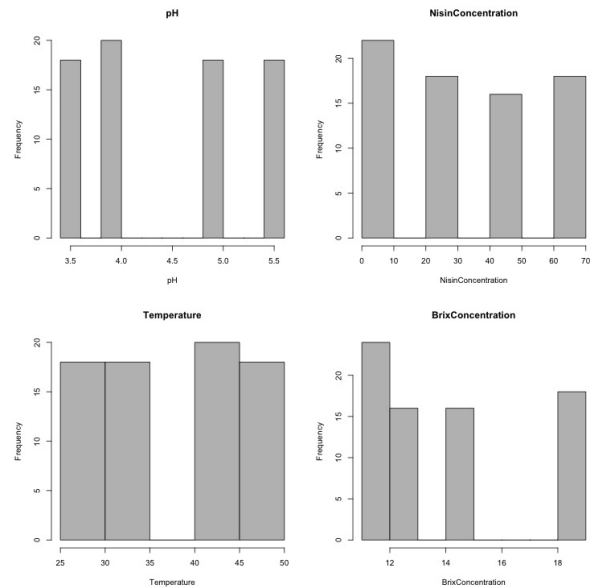 pH
Frequency
0
5
10
15
20
3.5 4.0 4.5 5.0 5.5
pH
NisinConcentration
Frequency
0
5
10
15
20
0 10 20 30 40 50 60 70
NisinConcentration
Temperature
Frequency
0
5
10
15
20
25 30 35 40 45 50
Temperature
BrixConcentration
Frequency
0
5
10
15
20
12 14 16 18
BrixConcentration